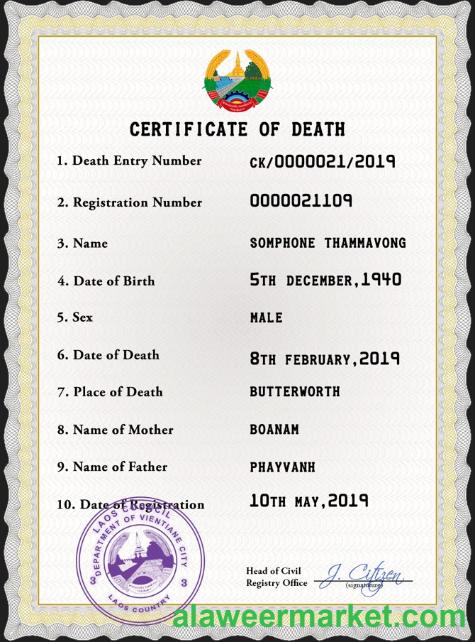 CERTIFICATE OF DEATH
1. Death Entry Number CK/0000021/2019
2. Registration Number 0000021109
3. Name SOMPHONE THAMMAVONG
4. Date of Birth 5TH DECEMBER,1940
5. Sex MALE
6. Date of Death 8TH FEBRUARY,2019
7. Place of Death BUTTERWORTH
8. Name of Mother BOANAM
9. Name of Father PHAYVANH
10. Date of Registration 10TH MAY,2019
LAOS COUNCIL
DEPARTMENT OF VIENTIANE CITY
3 3
LAOS COUNTRY
Head of Civil
Registry Office J. Citizen
(signature)
alaweermarket.com